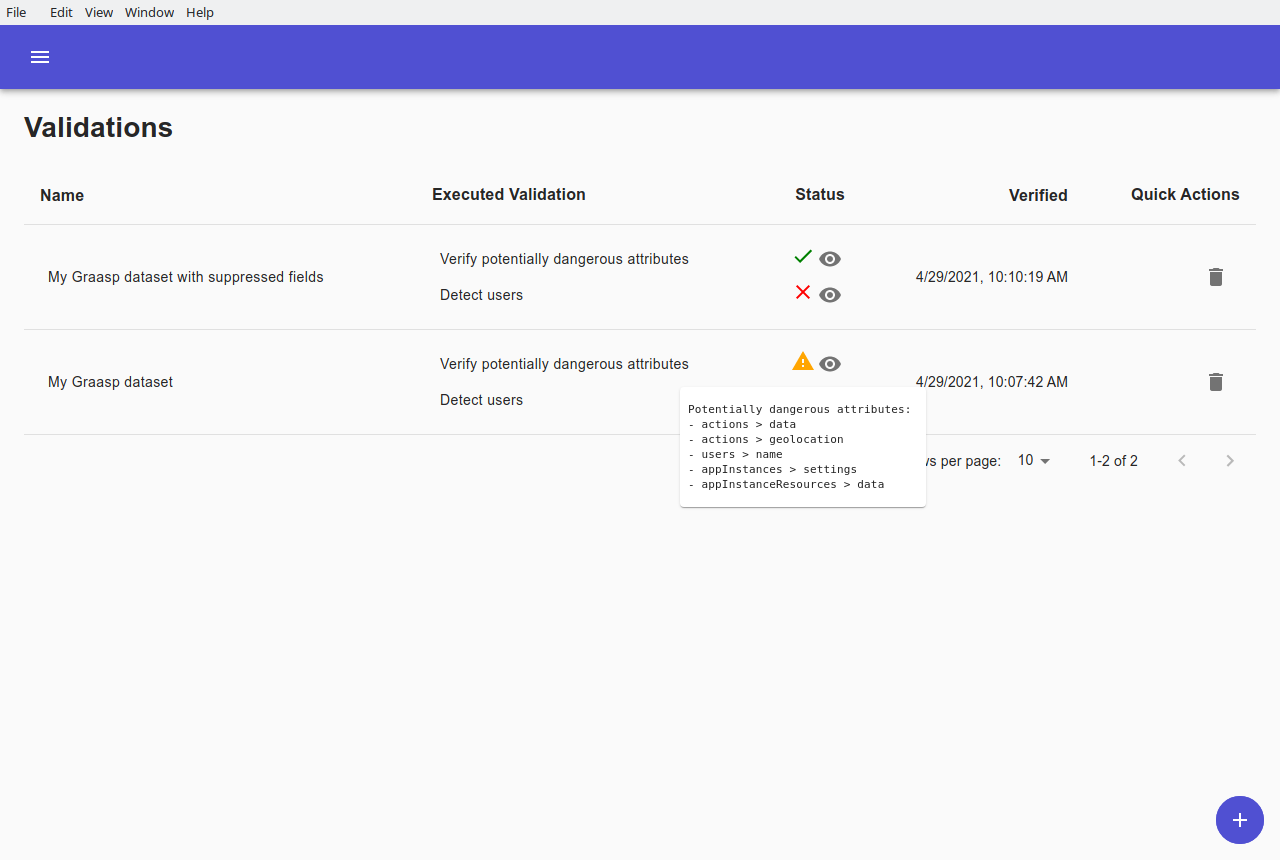 File Edit View Window Help
Validations
Name Executed Validation Status Verified Quick Actions
My Graasp dataset with suppressed fields
Verify potentially dangerous attributes
Detect users
4/29/2021, 10:10:19 AM
My Graasp dataset
Verify potentially dangerous attributes
Detect users
4/29/2021, 10:07:42 AM
Potentially dangerous attributes:
- actions > data
- actions > geolocation
- users > name
- appInstances > settings
- appInstanceResources > data
per page: 10 1-2 of 2